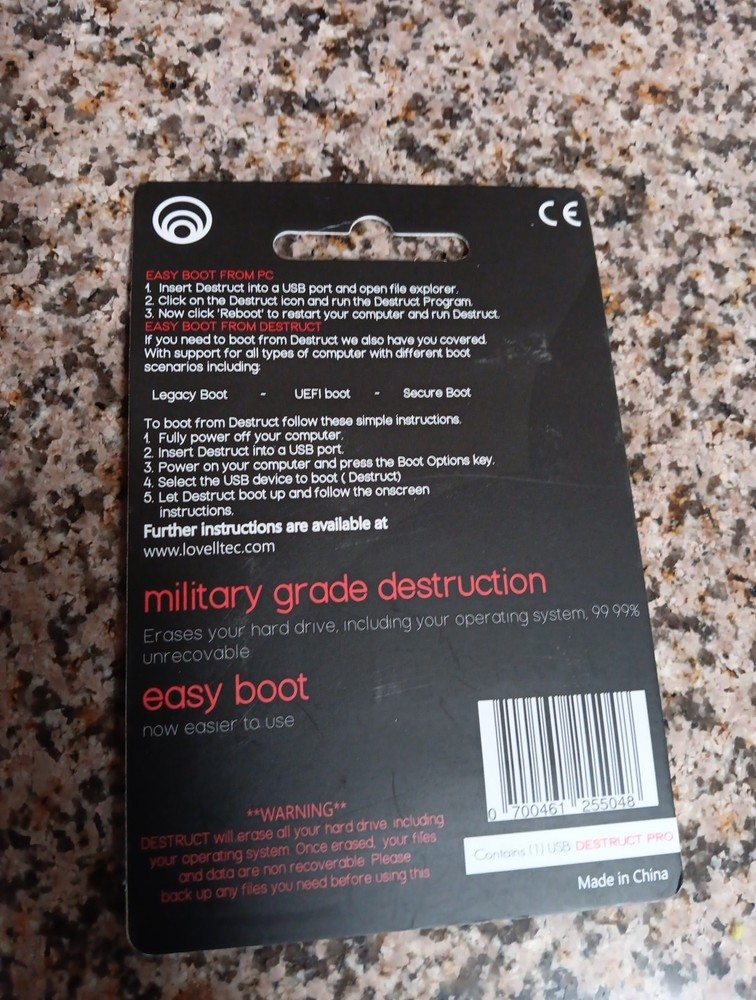 CE
EASY BOOT FROM PC
1. Insert Destruct into a USB port and open file explorer.
2. Click on the Destruct icon and run the Destruct Program.
3. Now click 'Reboot' to restart your computer and run Destruct.
EASY BOOT FROM DESTRUCT
If you need to boot from Destruct we also have you covered.
With support for all types of computer with different boot
scenarios including:
Legacy Boot - UEFI boot - Secure Boot
To boot from Destruct follow these simple instructions.
1. Fully power off your computer.
2. Insert Destruct into a USB port.
3. Power on your computer and press the Boot Options key.
4. Select the USB device to boot ( Destruct)
5. Let Destruct boot up and follow the onscreen
instructions.
Further instructions are available at
www.lovelltec.com
military grade destruction
Erases your hard drive, including your operating system, 99.99%
unrecovable
easy boot
now easier to use
0 700461 255048
**WARNING**
DESTRUCT will erase all your hard drive, including
your operating system. Once erased, your files
and data are non recoverable. Please
back up any files you need before using this.
Contains (1) USB DESTRUCT PRO
Made in China